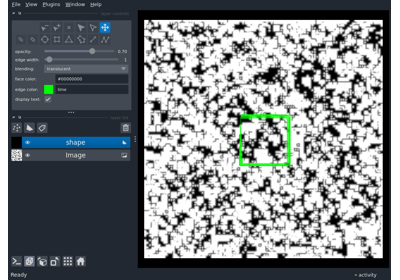 File View Plugins Window Help
opacity: 0.70
edge width: 1
blending: translucent
face color: #00000000
edge color: lime
display text:
shape
Image
Ready
activity